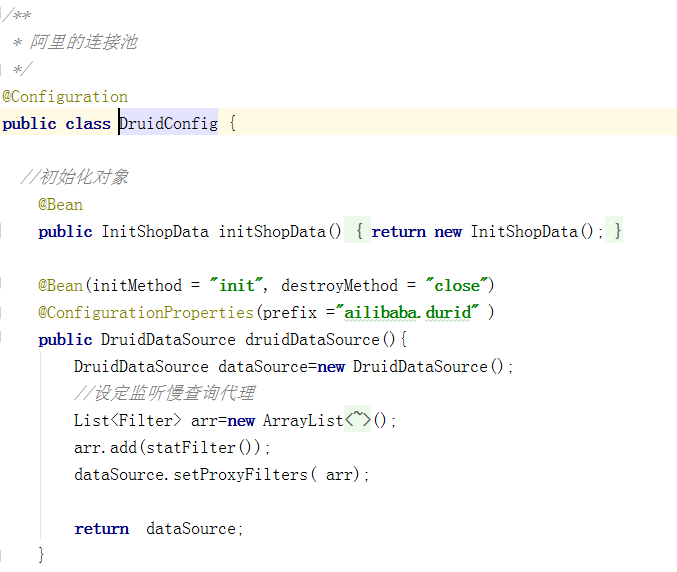 /**
 * 阿里的连接池
 */
@Configuration
public class DruidConfig {
//初始化对象
@Bean
public InitShopData initShopData() { return new InitShopData(); }
@Bean(initMethod = "init", destroyMethod = "close")
@ConfigurationProperties(prefix ="ailibaba.durid" )
public DruidDataSource druidDataSource(){
DruidDataSource dataSource=new DruidDataSource();
//设定监听慢查询代理
List<Filter> arr=new ArrayList<~>();
arr.add(statFilter());
dataSource.setProxyFilters( arr);
return  dataSource;
}